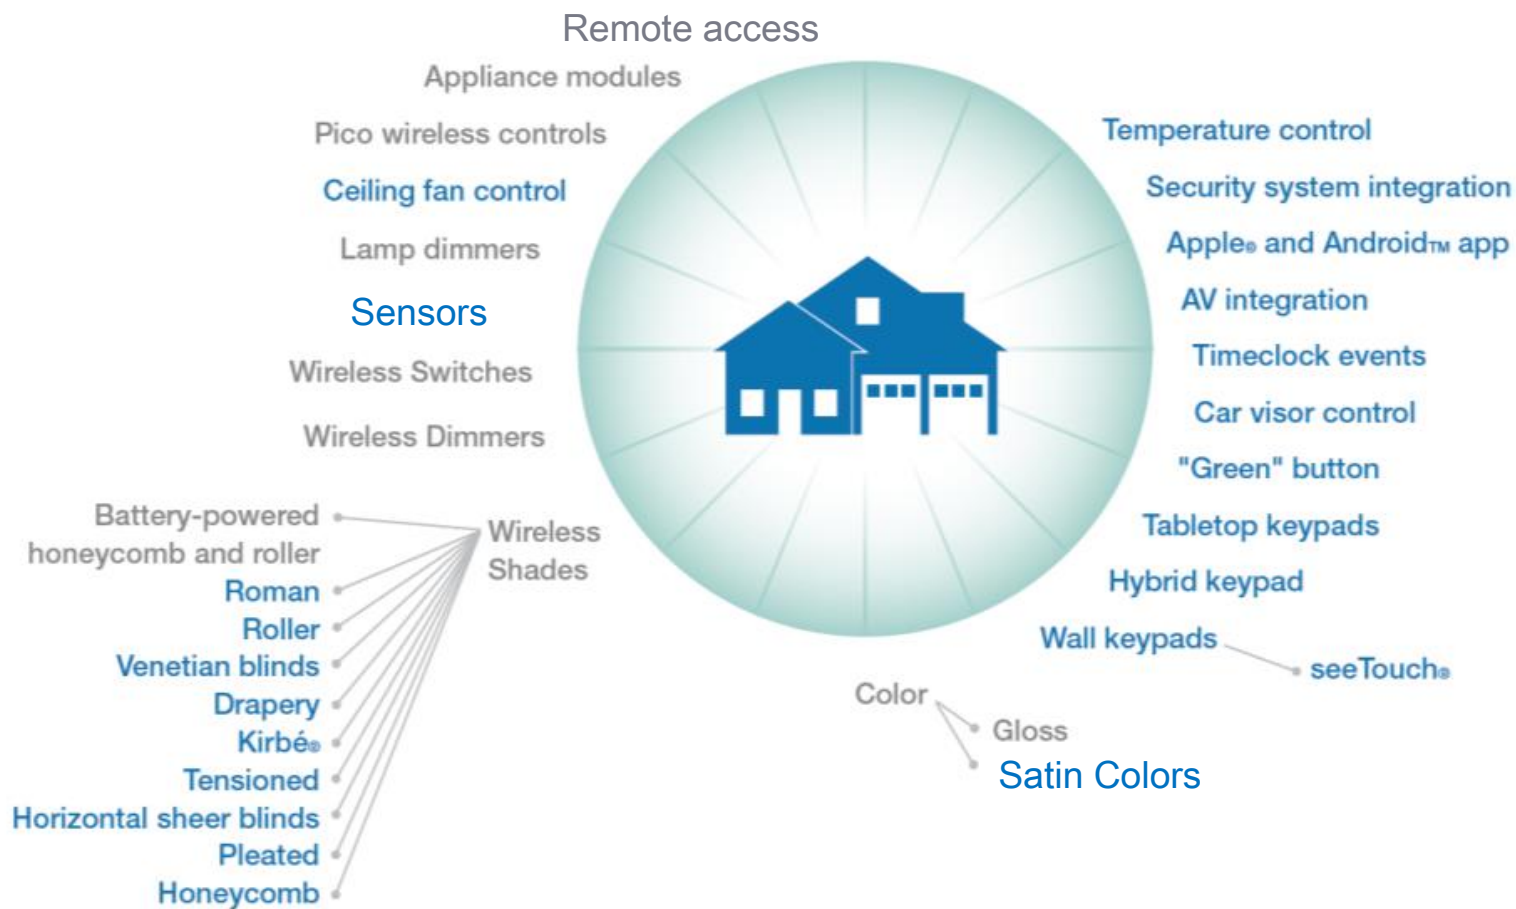 Remote access
Appliance modules
Pico wireless controls
Ceiling fan control
Lamp dimmers
Sensors
Wireless Switches
Wireless Dimmers
Wireless
Shades
Battery-powered
honeycomb and roller
Roman
Roller
Venetian blinds
Drapery
Kirbé®
Tensioned
Horizontal sheer blinds
Pleated
Honeycomb
Temperature control
Security system integration
Apple® and Android™ app
AV integration
Timeclock events
Car visor control
"Green" button
Tabletop keypads
Hybrid keypad
Wall keypads
seeTouch®
Color
Gloss
Satin Colors